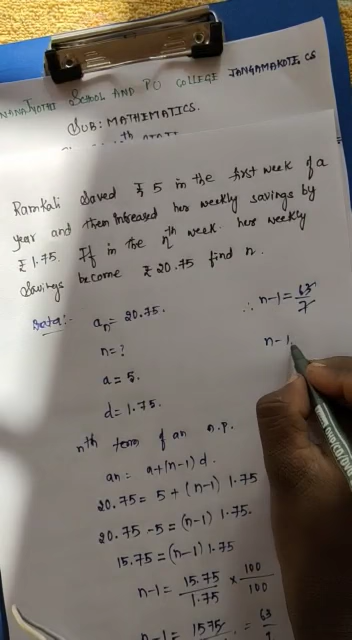 SCHOOL AND PU COLLEGE JANGAMAKOTE, CS
SUB: MATHEMATICS.
Ramkali Saved ₹ 5 in the first week of a
year and then increased her weekly savings by
₹ 1.75. If in the nth week, her weekly
Savings become ₹ 20.75 find n.
Data:-
an = 20.75.
n = ?
a = 5.
d = 1.75.
nth term of an A.P.
an = a+(n-1) d.
20.75 = 5 + (n-1) 1.75
20.75 - 5 = (n-1) 1.75.
15.75 = (n-1) 1.75
n-1 = 15.75/1.75 × 100/100
n-1 = 1575 = 63
∴ n-1 = 63/7
n-1